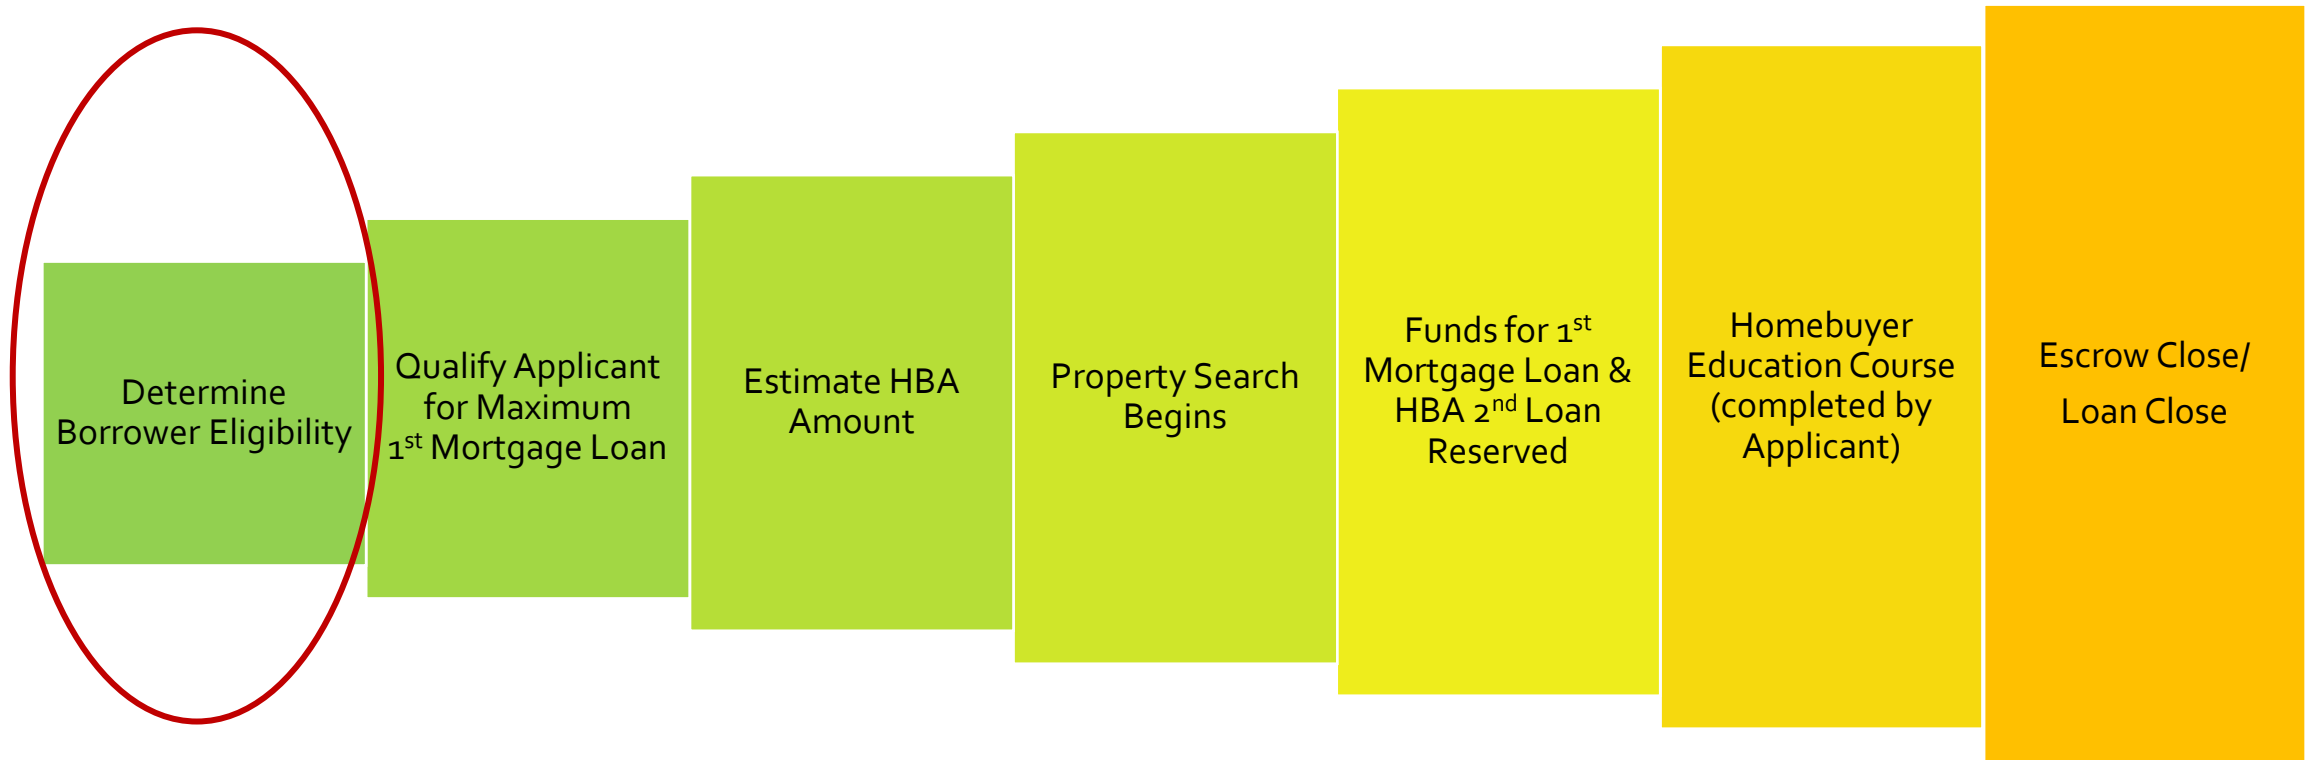 Determine
Borrower Eligibility
Qualify Applicant
for Maximum
1st Mortgage Loan
Estimate HBA
Amount
Property Search
Begins
Funds for 1st
Mortgage Loan &
HBA 2nd Loan
Reserved
Homebuyer
Education Course
(completed by
Applicant)
Escrow Close/
Loan Close